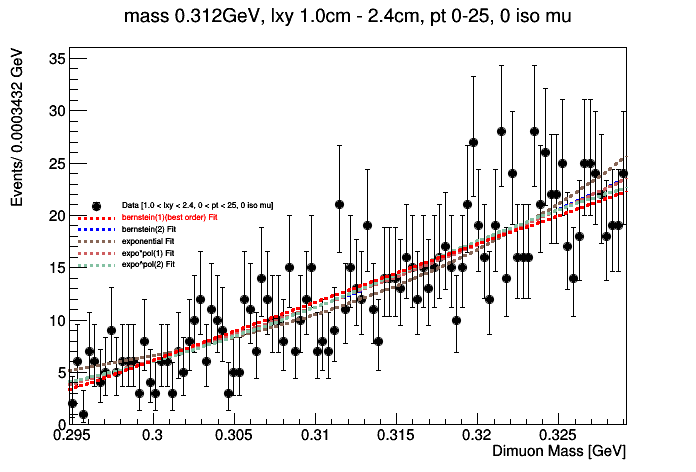 mass 0.312GeV, lxy 1.0cm - 2.4cm, pt 0-25, 0 iso mu
Events/ 0.0003432 GeV
35
30
25
20
15
10
5
0
Data [1.0 < lxy < 2.4, 0 < pt < 25, 0 iso mu]
bernstein(1)(best order) Fit
bernstein(2) Fit
exponential Fit
expo*pol(1) Fit
expo*pol(2) Fit
0.295 0.3 0.305 0.31 0.315 0.32 0.325
Dimuon Mass [GeV]